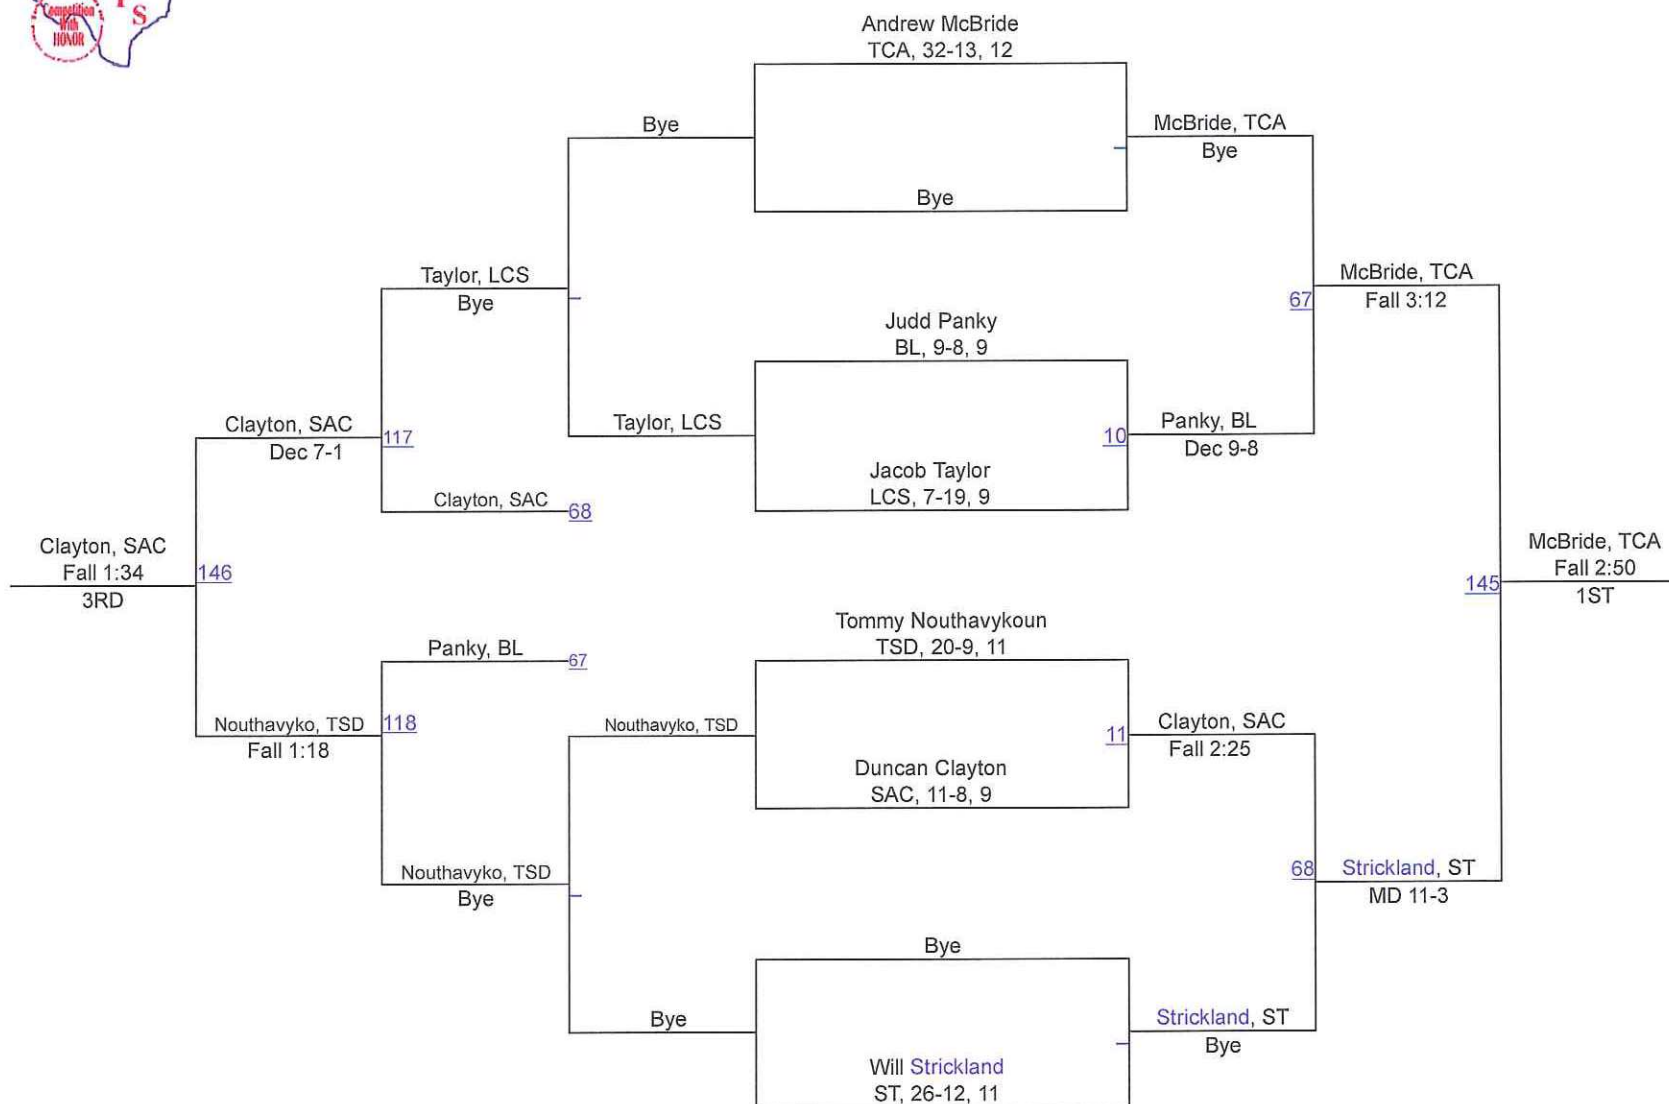 Competition
With
HONOR
S
Andrew McBride
TCA, 32-13, 12
Bye
McBride, TCA
Bye
Bye
Taylor, LCS
Bye
McBride, TCA
Fall 3:12
67
Judd Panky
BL, 9-8, 9
Clayton, SAC
Dec 7-1
117
Taylor, LCS
10
Panky, BL
Dec 9-8
Jacob Taylor
LCS, 7-19, 9
Clayton, SAC
68
Clayton, SAC
Fall 1:34
3RD
146
McBride, TCA
Fall 2:50
1ST
145
Tommy Nouthavykoun
TSD, 20-9, 11
Panky, BL
67
Nouthavyko, TSD
Fall 1:18
118
Nouthavyko, TSD
11
Clayton, SAC
Fall 2:25
Duncan Clayton
SAC, 11-8, 9
Nouthavyko, TSD
Bye
68
Strickland, ST
MD 11-3
Bye
Bye
Strickland, ST
Bye
Will Strickland
ST, 26-12, 11